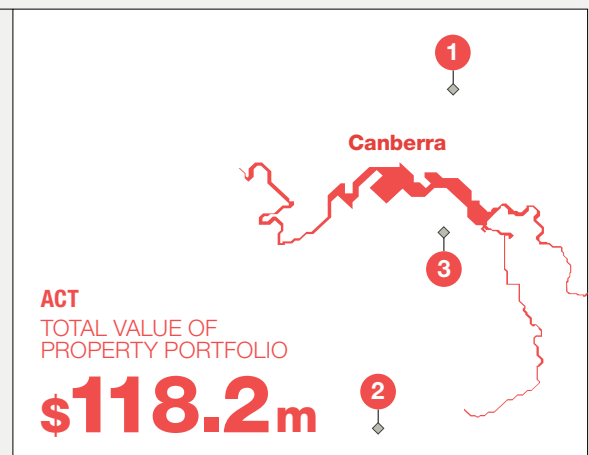 1
Canberra
3
ACT
TOTAL VALUE OF
PROPERTY PORTFOLIO
$118.2m
2